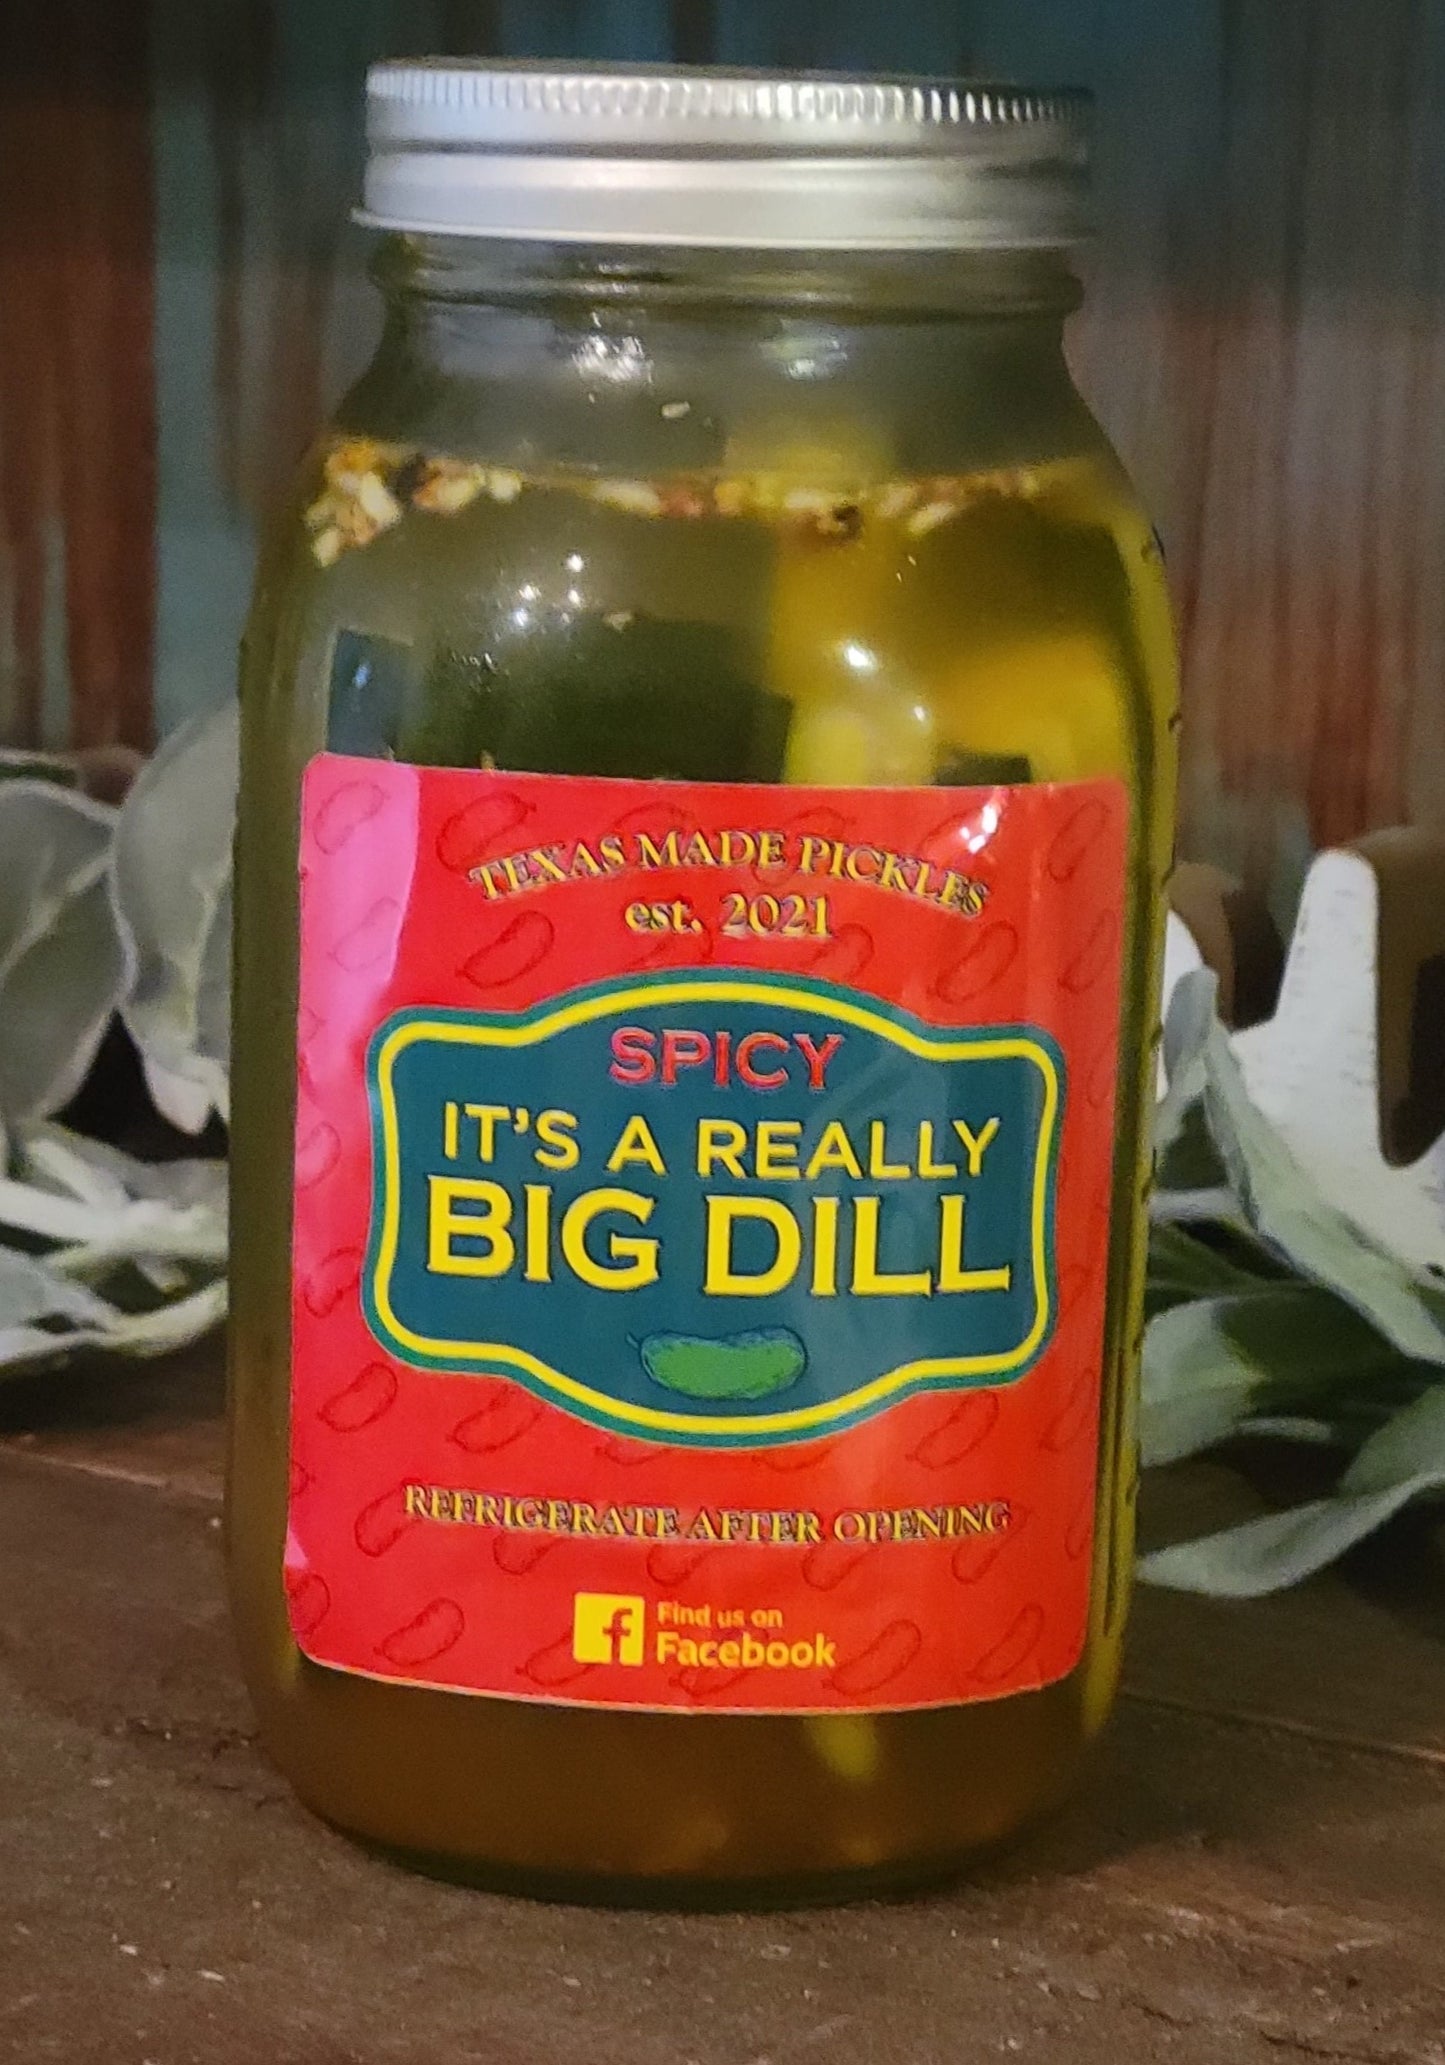 TEXAS MADE PICKLES
est. 2021
SPICY
IT'S A REALLY
BIG DILL
REFRIGERATE AFTER OPENING
f Find us on
Facebook